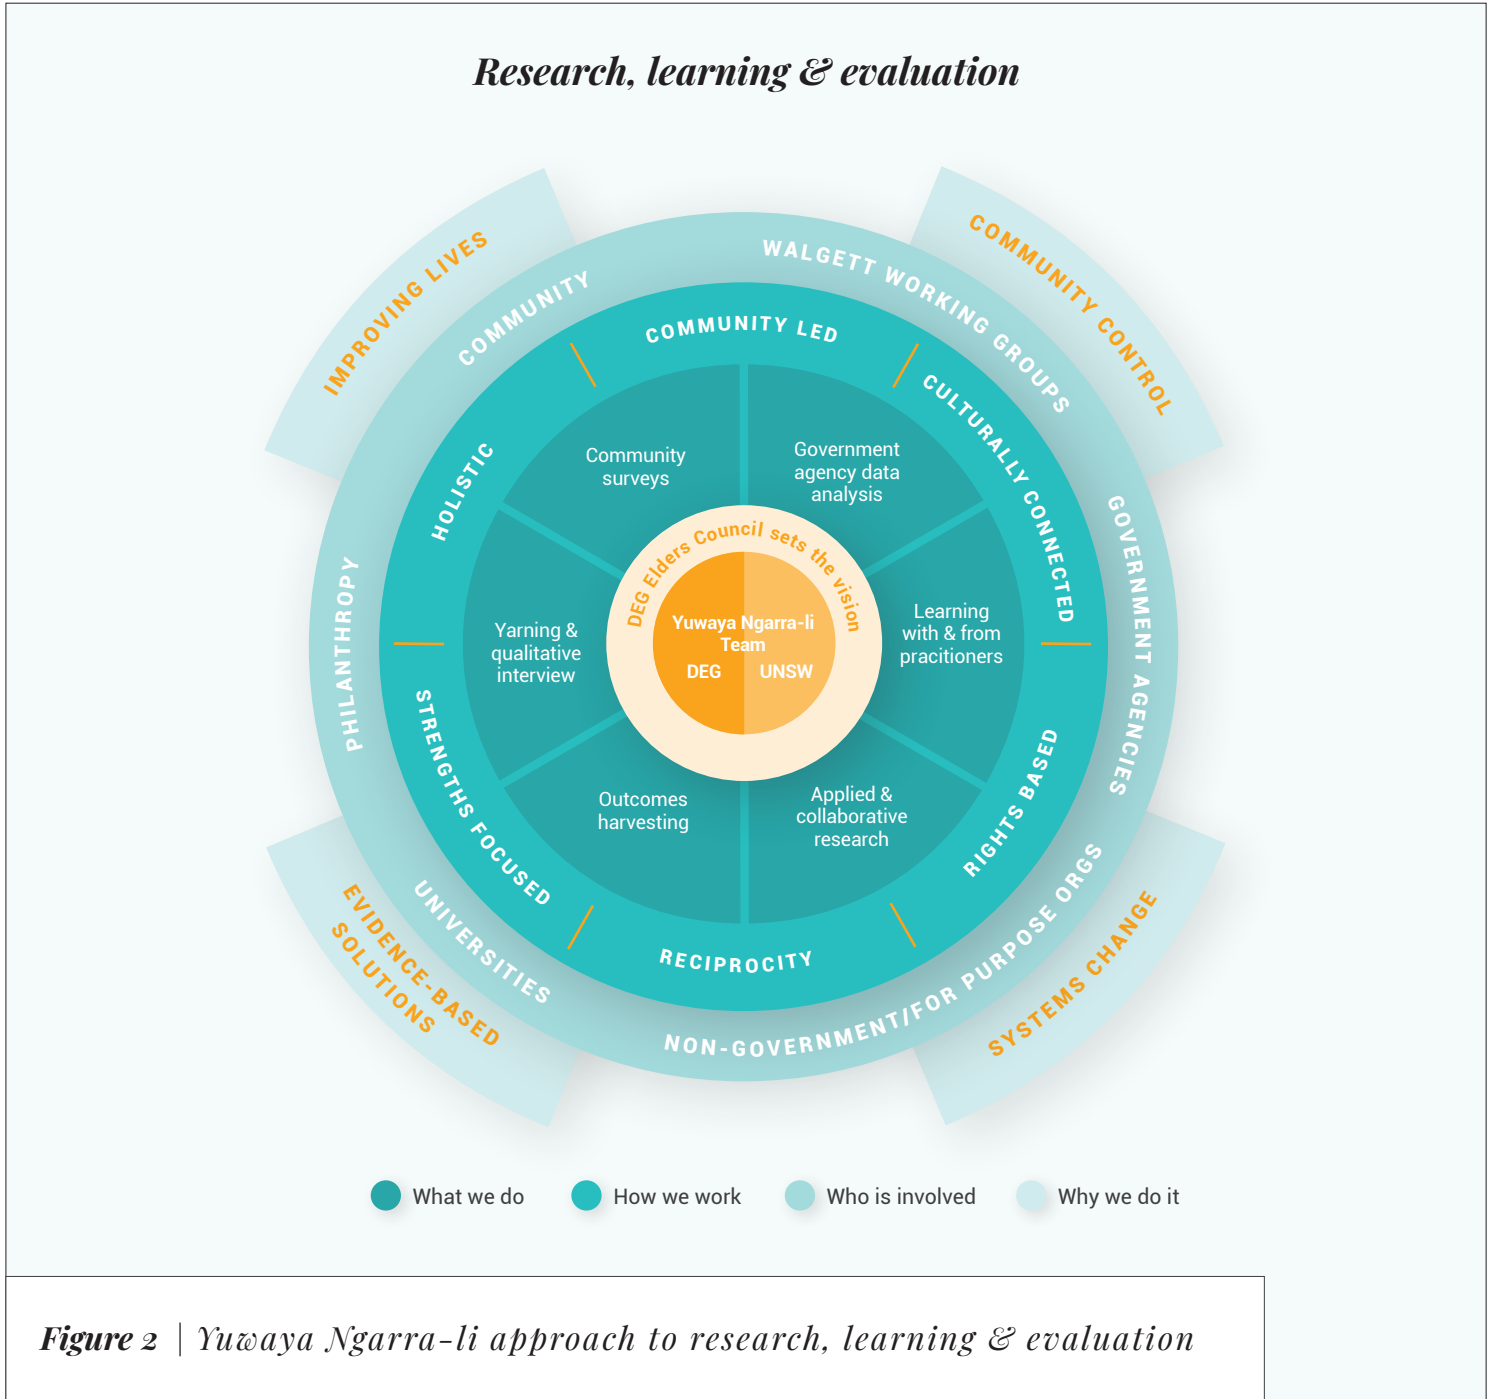 Research, learning & evaluation
IMPROVING LIVES
COMMUNITY CONTROL
SYSTEMS CHANGE
EVIDENCE-BASED
SOLUTIONS
COMMUNITY
WALGETT WORKING GROUPS
GOVERNMENT AGENCIES
NON-GOVERNMENT/FOR PURPOSE ORGS
UNIVERSITIES
PHILANTHROPY
COMMUNITY LED
CULTURALLY CONNECTED
RIGHTS BASED
RECIPROCITY
STRENGTHS FOCUSED
HOLISTIC
Community
surveys
Government
agency data
analysis
Learning
with & from
pracitioners
Applied &
collaborative
research
Outcomes
harvesting
Yarning &
qualitative
interview
DEG Elders Council sets the vision
Yuwaya Ngarra-li
Team
DEG UNSW
What we do
How we work
Who is involved
Why we do it
Figure 2 | Yuwaya Ngarra-li approach to research, learning & evaluation